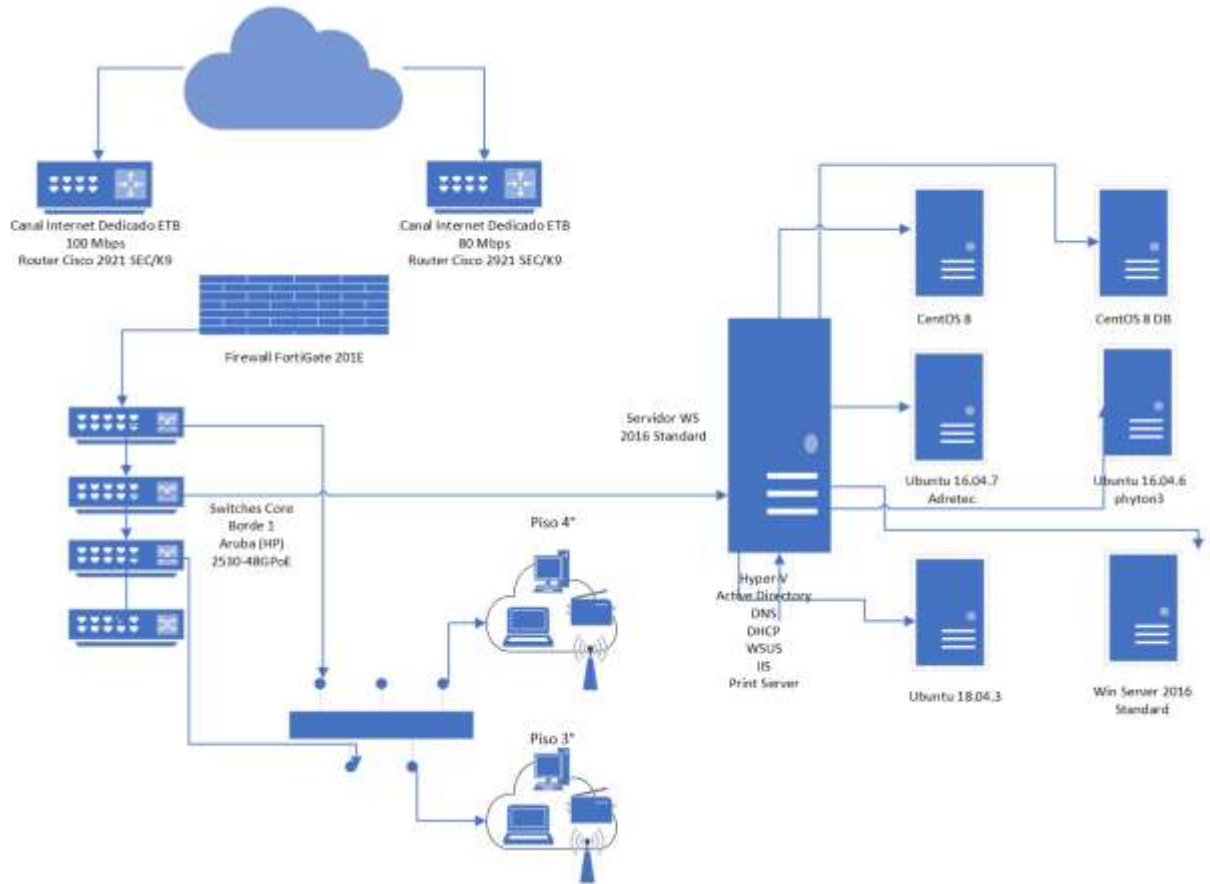 Canal Internet Dedicado ETB
100 Mbps
Router Cisco 2921 SEC/K9
Canal Internet Dedicado ETB
80 Mbps
Router Cisco 2921 SEC/K9
Firewall FortiGate 201E
Switches Core
Borde 1
Aruba (HP)
2530-48GPoE
Piso 4°
Piso 3°
Servidor WS
2016 Standard
Hyper-V
Active Directory
DNS
DHCP
WSUS
IIS
Print Server
CentOS 8
CentOS 8 DB
Ubuntu 16.04.7
Adretec
Ubuntu 16.04.6
phyton3
Ubuntu 18.04.3
Win Server 2016
Standard